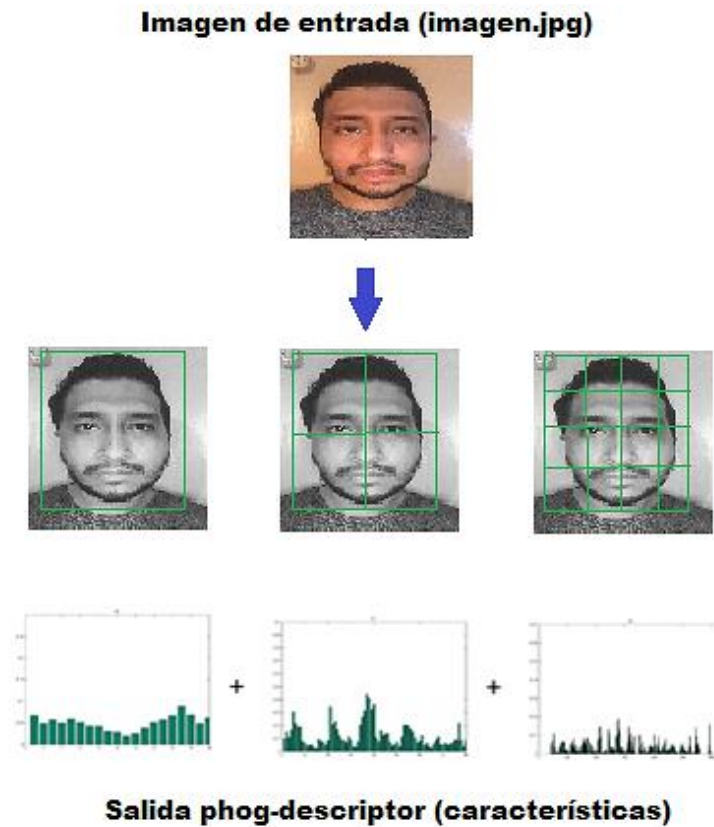 Imagen de entrada (imagen.jpg)
+ +
Salida phog-descriptor (características)